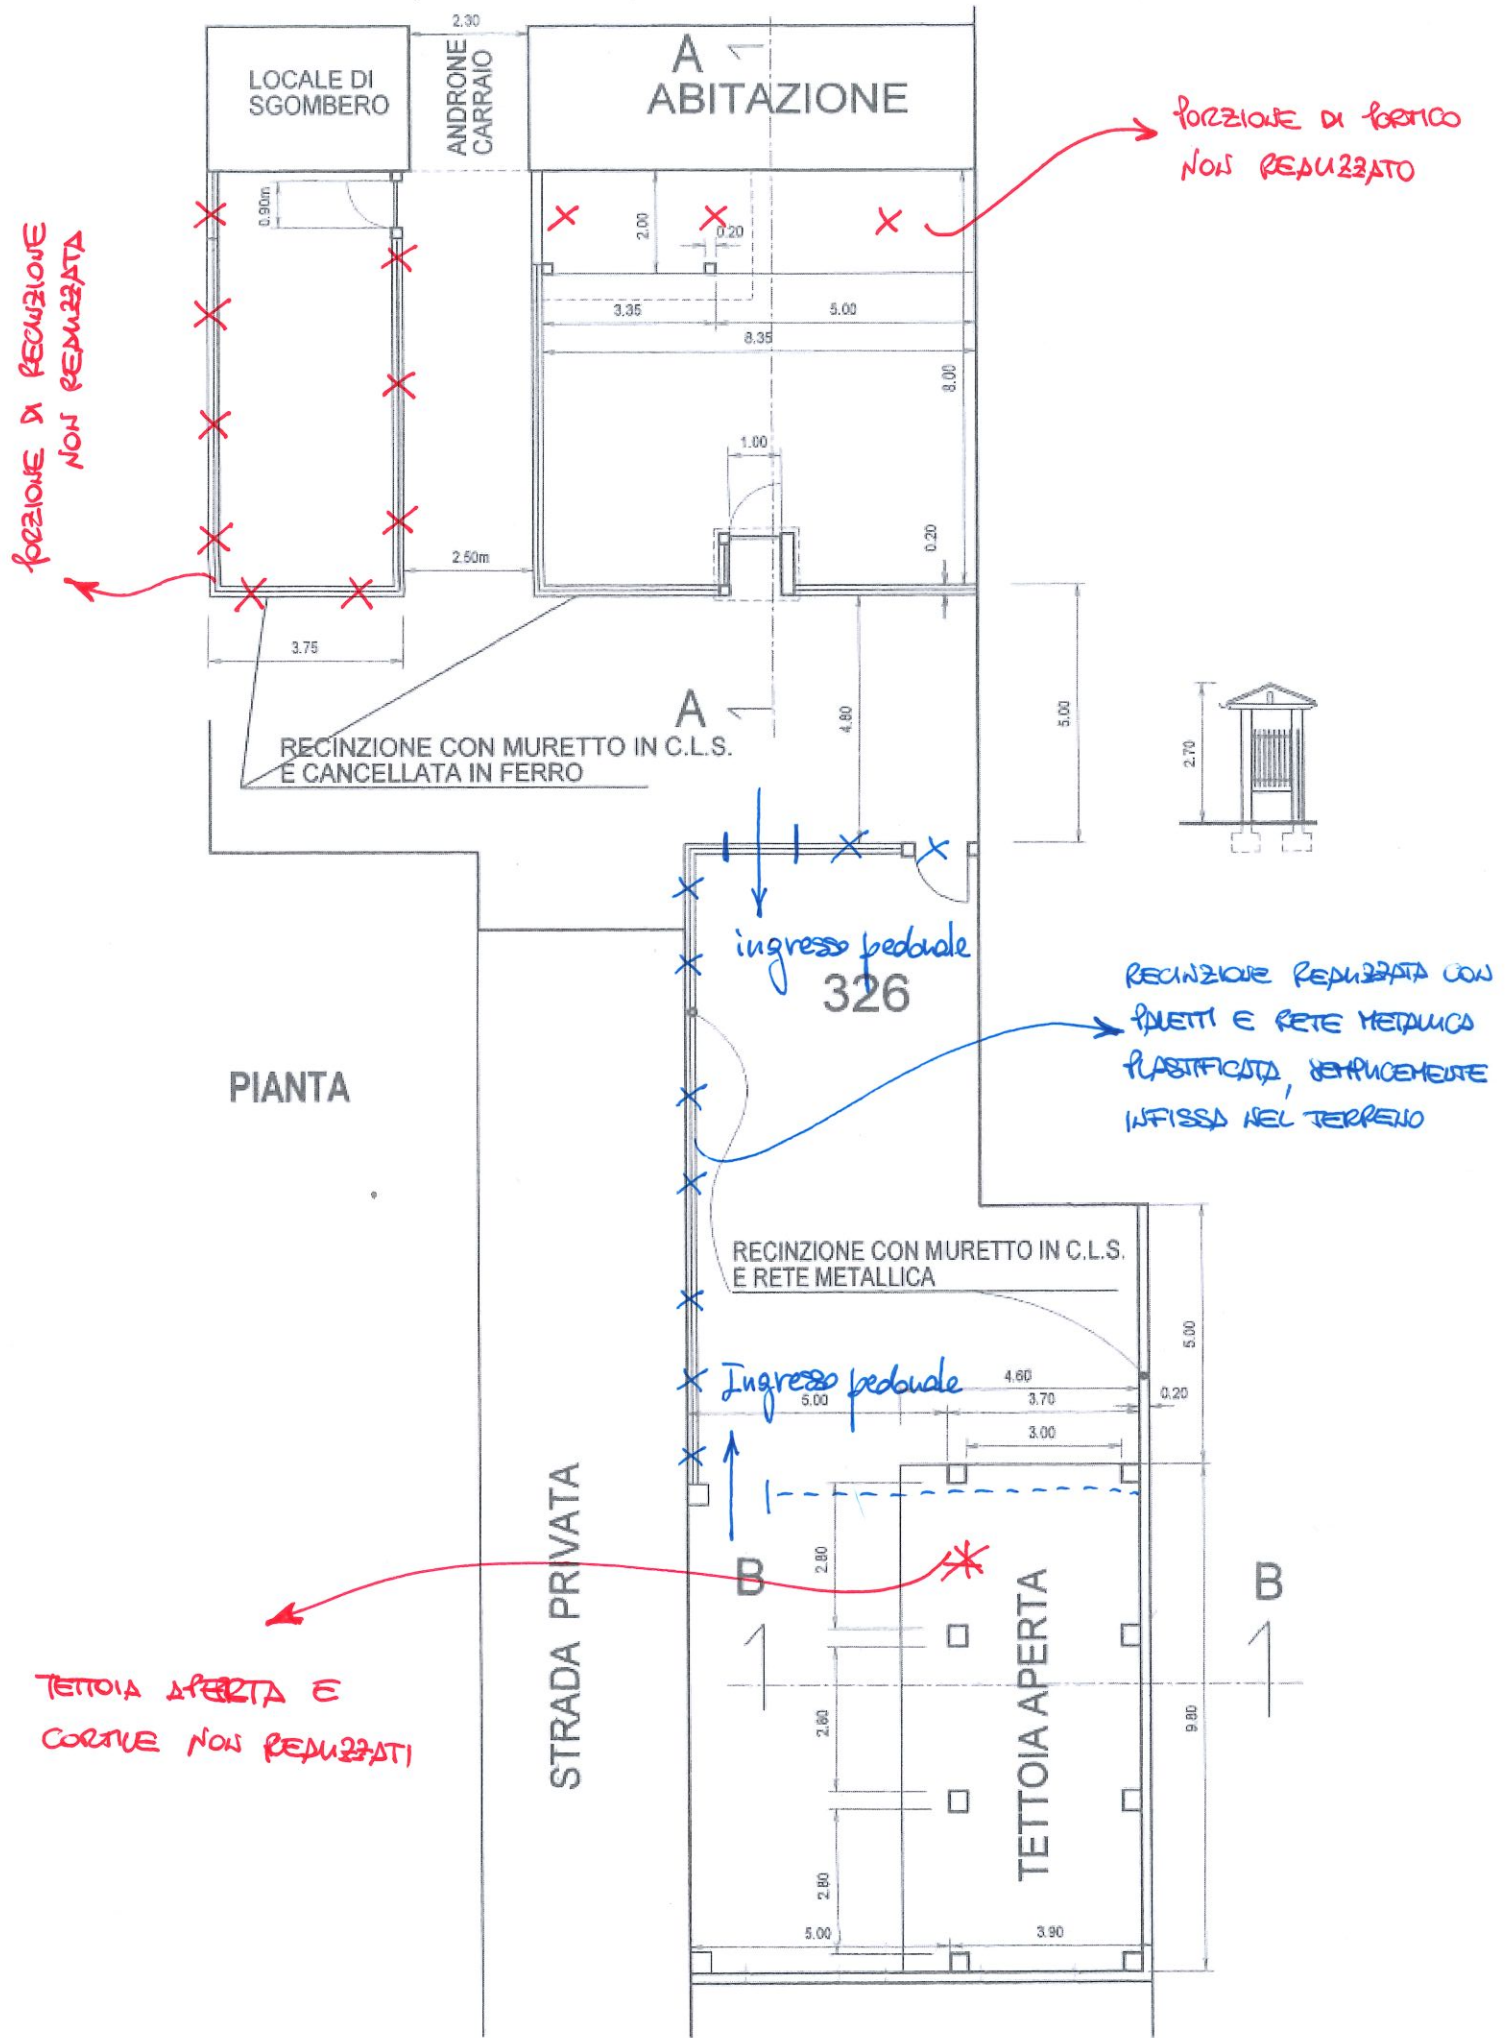 2.30
LOCALE DI
SGOMBERO
ANDRONE
CARRAIO
A
1
ABITAZIONE
PORZIONE DI PORTICO
NON REALIZZATO
0.90m
2.00
0.20
3.35
5.00
8.35
8.00
PORZIONE DI RECINZIONE
NON REALIZZATA
1.00
0.20
2.50m
3.75
A
1
4.80
5.00
2.70
RECINZIONE CON MURETTO IN C.L.S.
E CANCELLATA IN FERRO
ingresso pedonale
326
RECINZIONE REALIZZATA CON
PALETTI E RETE METALLICA
PLASTIFICATA, SEMPLICEMENTE
INFISSA NEL TERRENO
PIANTA
RECINZIONE CON MURETTO IN C.L.S.
E RETE METALLICA
5.00
Ingresso pedonale
4.60
5.00
3.70
0.20
3.00
STRADA PRIVATA
B
1
2.80
TETTOIA APERTA
B
1
TETTOIA APERTA E
CORTILE NON REALIZZATI
2.80
9.80
2.80
5.00
3.90